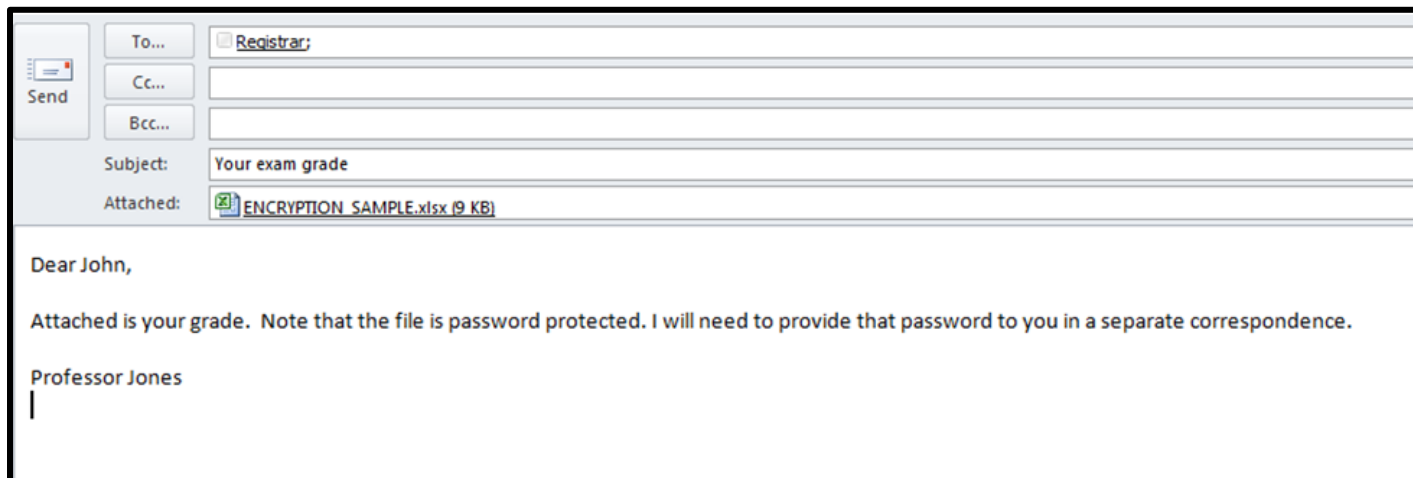 To...
Registrar;
Send
Cc...
Bcc...
Subject:
Your exam grade
Attached:
ENCRYPTION_SAMPLE.xlsx (9 KB)
Dear John,
Attached is your grade.  Note that the file is password protected. I will need to provide that password to you in a separate correspondence.
Professor Jones